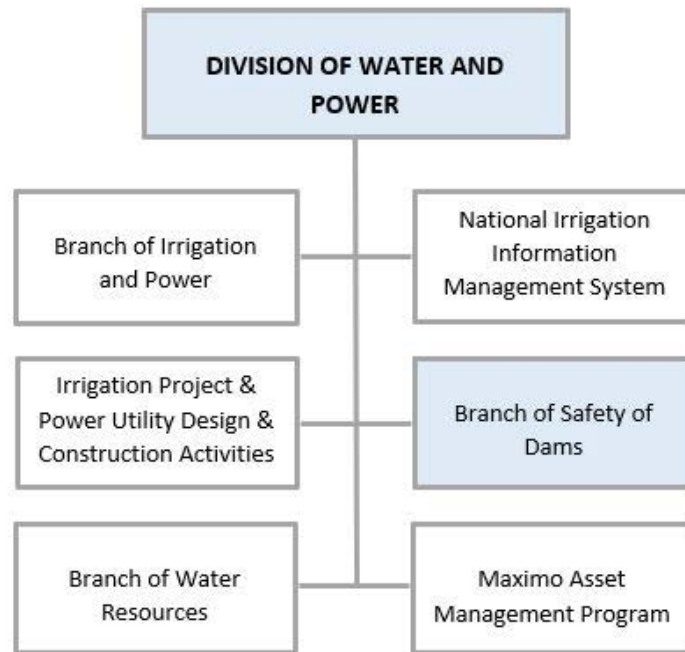 DIVISION OF WATER AND
POWER
Branch of Irrigation
and Power
National Irrigation
Information
Management System
Irrigation Project &
Power Utility Design &
Construction Activities
Branch of Safety of
Dams
Branch of Water
Resources
Maximo Asset
Management Program